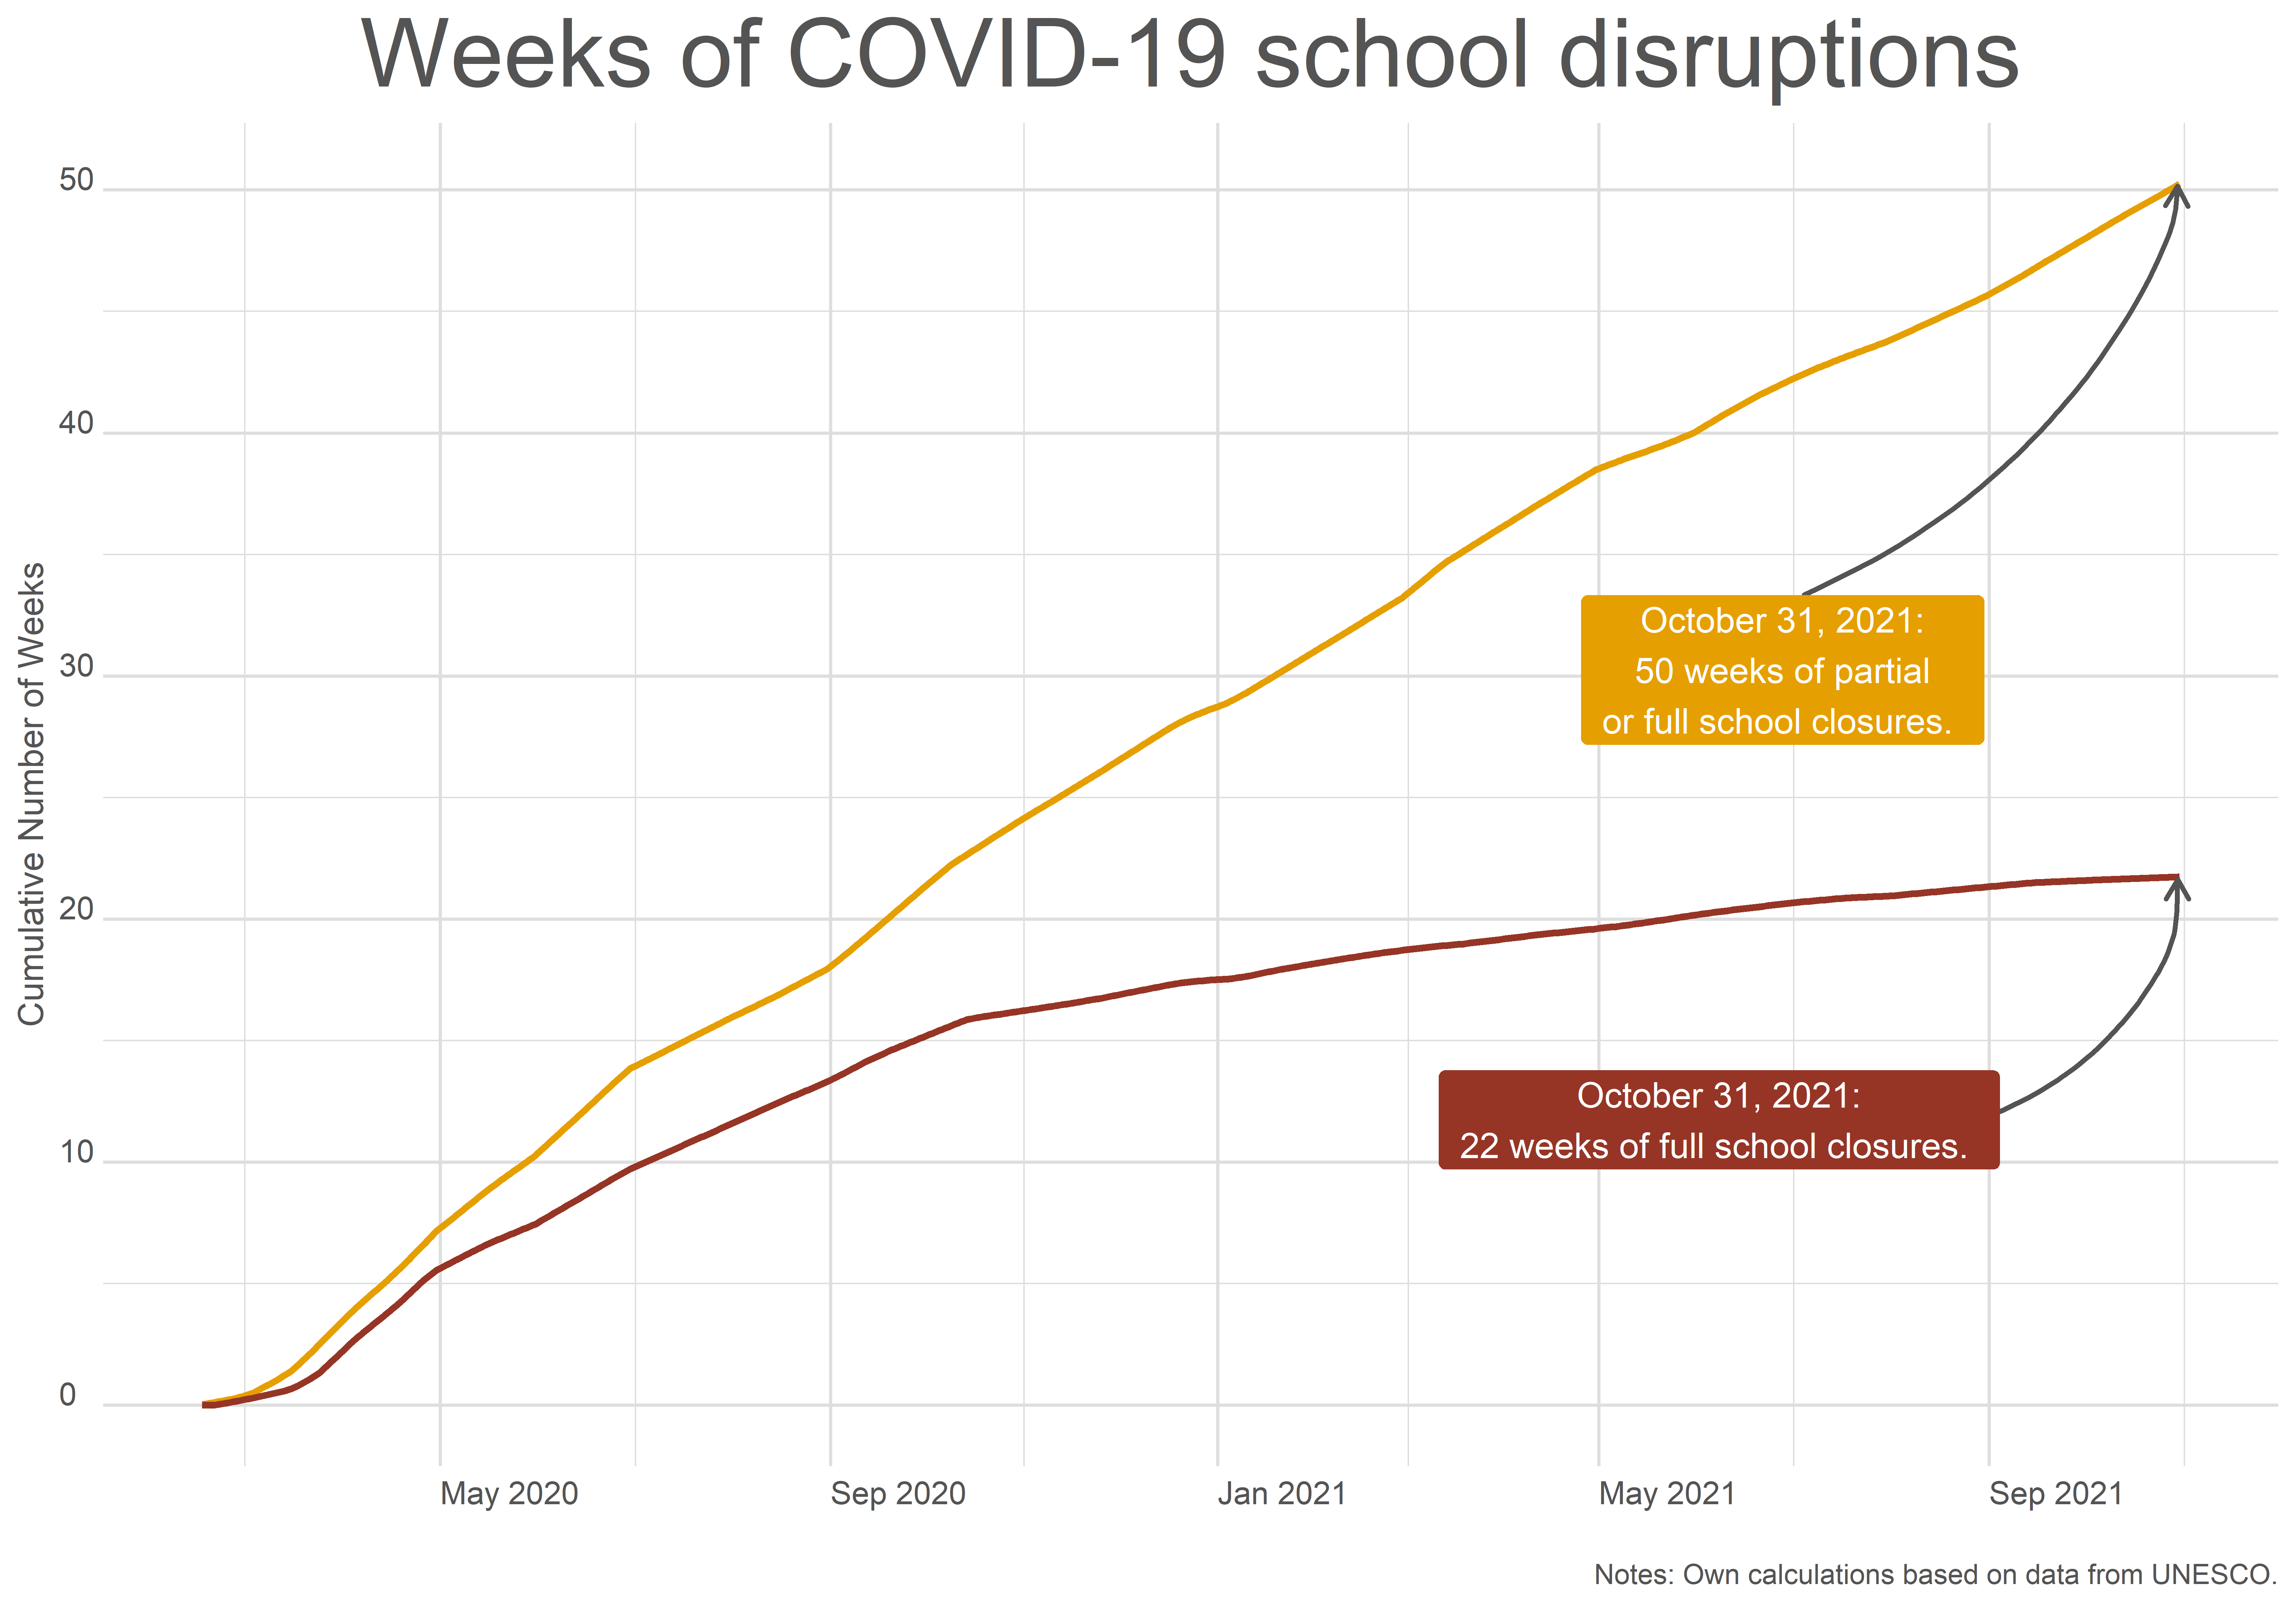 Weeks of COVID-19 school disruptions
Cumulative Number of Weeks
50
40
30
20
10
0
October 31, 2021:
50 weeks of partial
or full school closures.
October 31, 2021:
22 weeks of full school closures.
May 2020
Sep 2020
Jan 2021
May 2021
Sep 2021
Notes: Own calculations based on data from UNESCO.